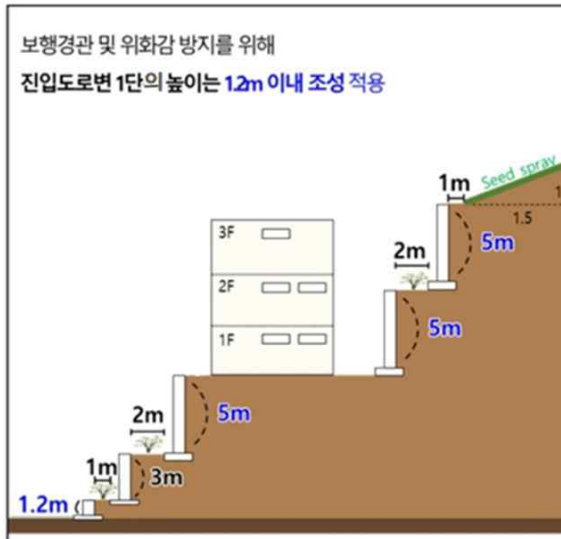 보행경관 및 위화감 방지를 위해
진입도로변 1단의 높이는 1.2m 이내 조성 적용
Seed spray
1m
1
1.5
5m
2m
3F
2F
5m
1F
5m
2m
3m
1m
1.2m